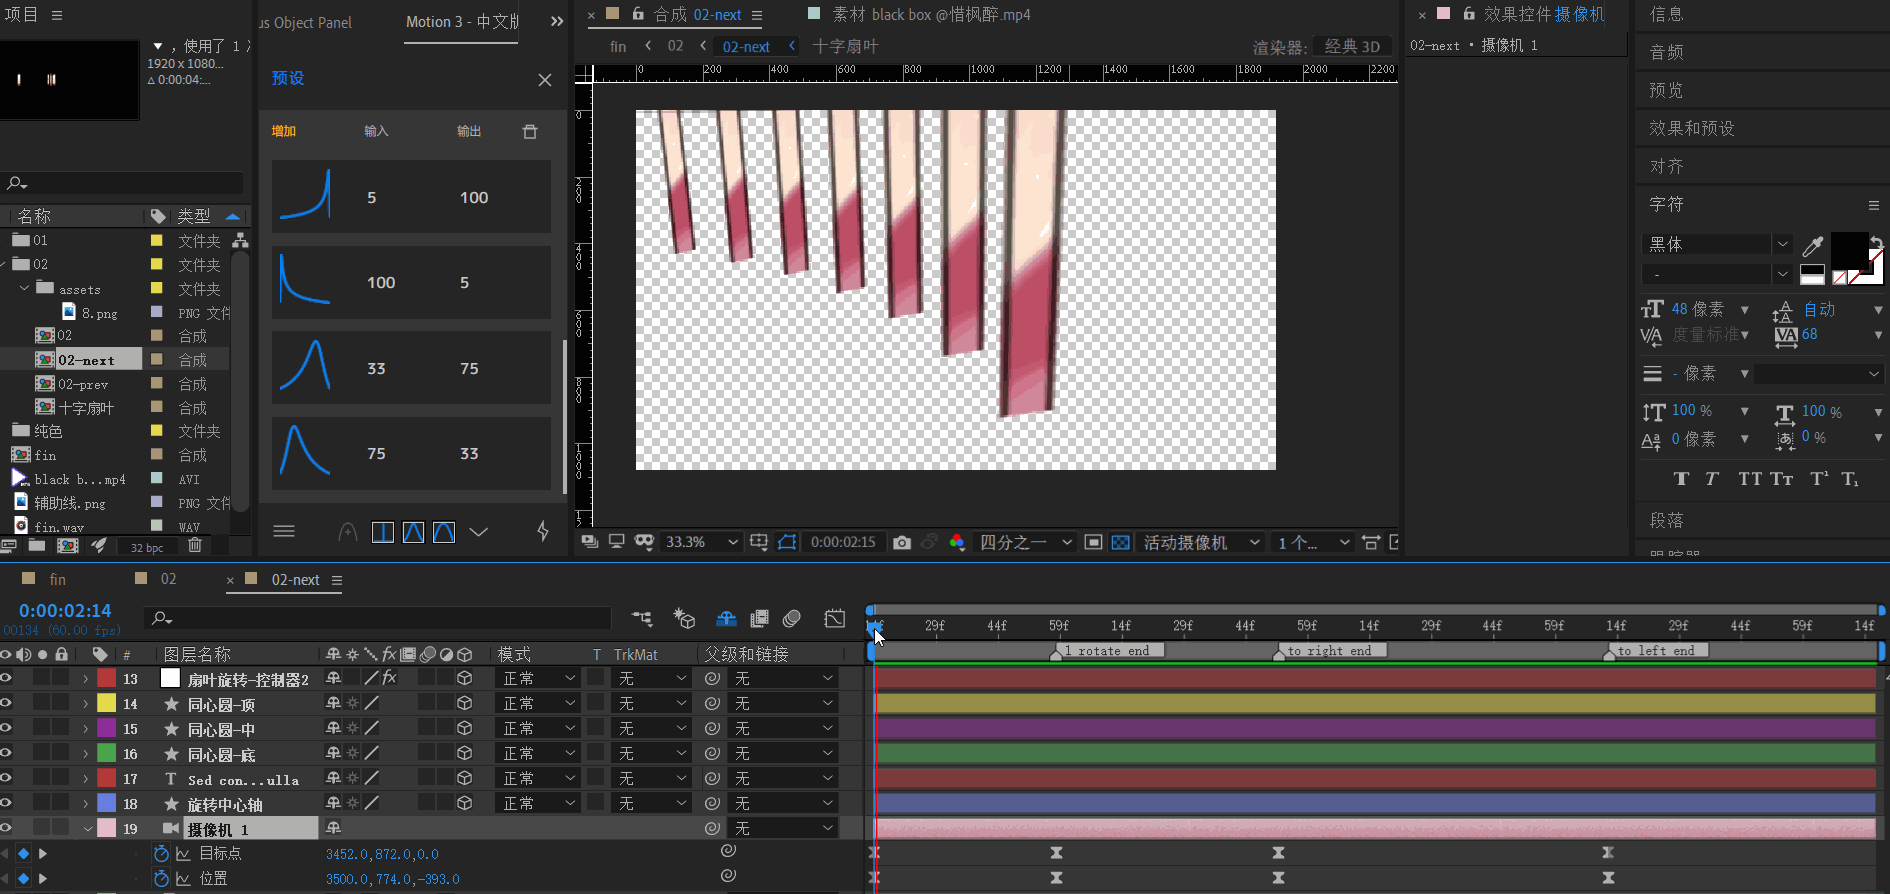 项目
us Object Panel
Motion 3 - 中文版
合成 02-next
素材 black box @惜枫醉.mp4
效果控件 摄像机
信息
fin
02
02-next
十字扇叶
渲染器: 经典 3D
02-next · 摄像机 1
音频
, 使用了 1
1920 x 1080...
△ 0:00:04:...
预设
预览
效果和预设
对齐
增加
输入
输出
5
100
100
5
33
75
75
33
字符
黑体
-
48 像素
自动
度量标准
68
- 像素
100 %
100 %
0 像素
0 %
段落
名称
类型
01
文件夹
02
文件夹
assets
文件夹
8.png
PNG 文件
02
合成
02-next
合成
02-prev
合成
十字扇叶
合成
纯色
文件夹
fin
合成
black b...mp4
AVI
辅助线.png
PNG 文件
fin.wav
WAV
32 bpc
0
200
400
600
800
1000
1200
1400
1600
1800
2000
2200
33.3%
0:00:02:15
四分之一
活动摄像机
1 个...
fin
02
02-next
0:00:02:14
00134 (60.00 fps)
29f
44f
59f
14f
29f
44f
59f
14f
29f
44f
59f
14f
29f
44f
59f
14f
1 rotate end
to right end
to left end
#
图层名称
模式
T TrkMat
父级和链接
13 扇叶旋转-控制器2 正常 无 无
14 同心圆-顶 正常 无 无
15 同心圆-中 正常 无 无
16 同心圆-底 正常 无 无
17 T Sed con...ulla 正常 无 无
18 旋转中心轴 正常 无 无
19 摄像机 1 无
目标点 3452.0,872.0,0.0
位置 3500.0,774.0,-393.0